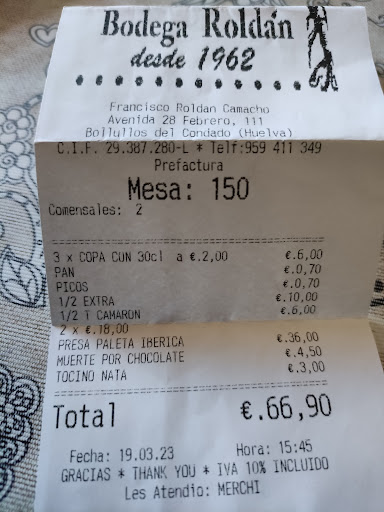 Bodega Roldán
desde 1962
Francisco Roldan Camacho
Avenida 28 Febrero, 111
Bollullos del Condado (Huelva)
C.I.F. 29.387.280-L * Telf:959 411 349
Prefactura
Mesa: 150
Comensales: 2
3 x COPA CON 30cl a €.2,00 €.6,00
PAN €.0,70
PICOS €.0,70
1/2 EXTRA €.10,00
1/2 T CAMARON €.6,00
2 x €.18,00
PRESA PALETA IBERICA €.36,00
MUERTE POR CHOCOLATE €.4,50
TOCINO NATA €.3,00
Total €.66,90
Fecha: 19.03.23 Hora: 15:45
GRACIAS * THANK YOU * IVA 10% INCLUIDO
Les Atendio: MERCHI